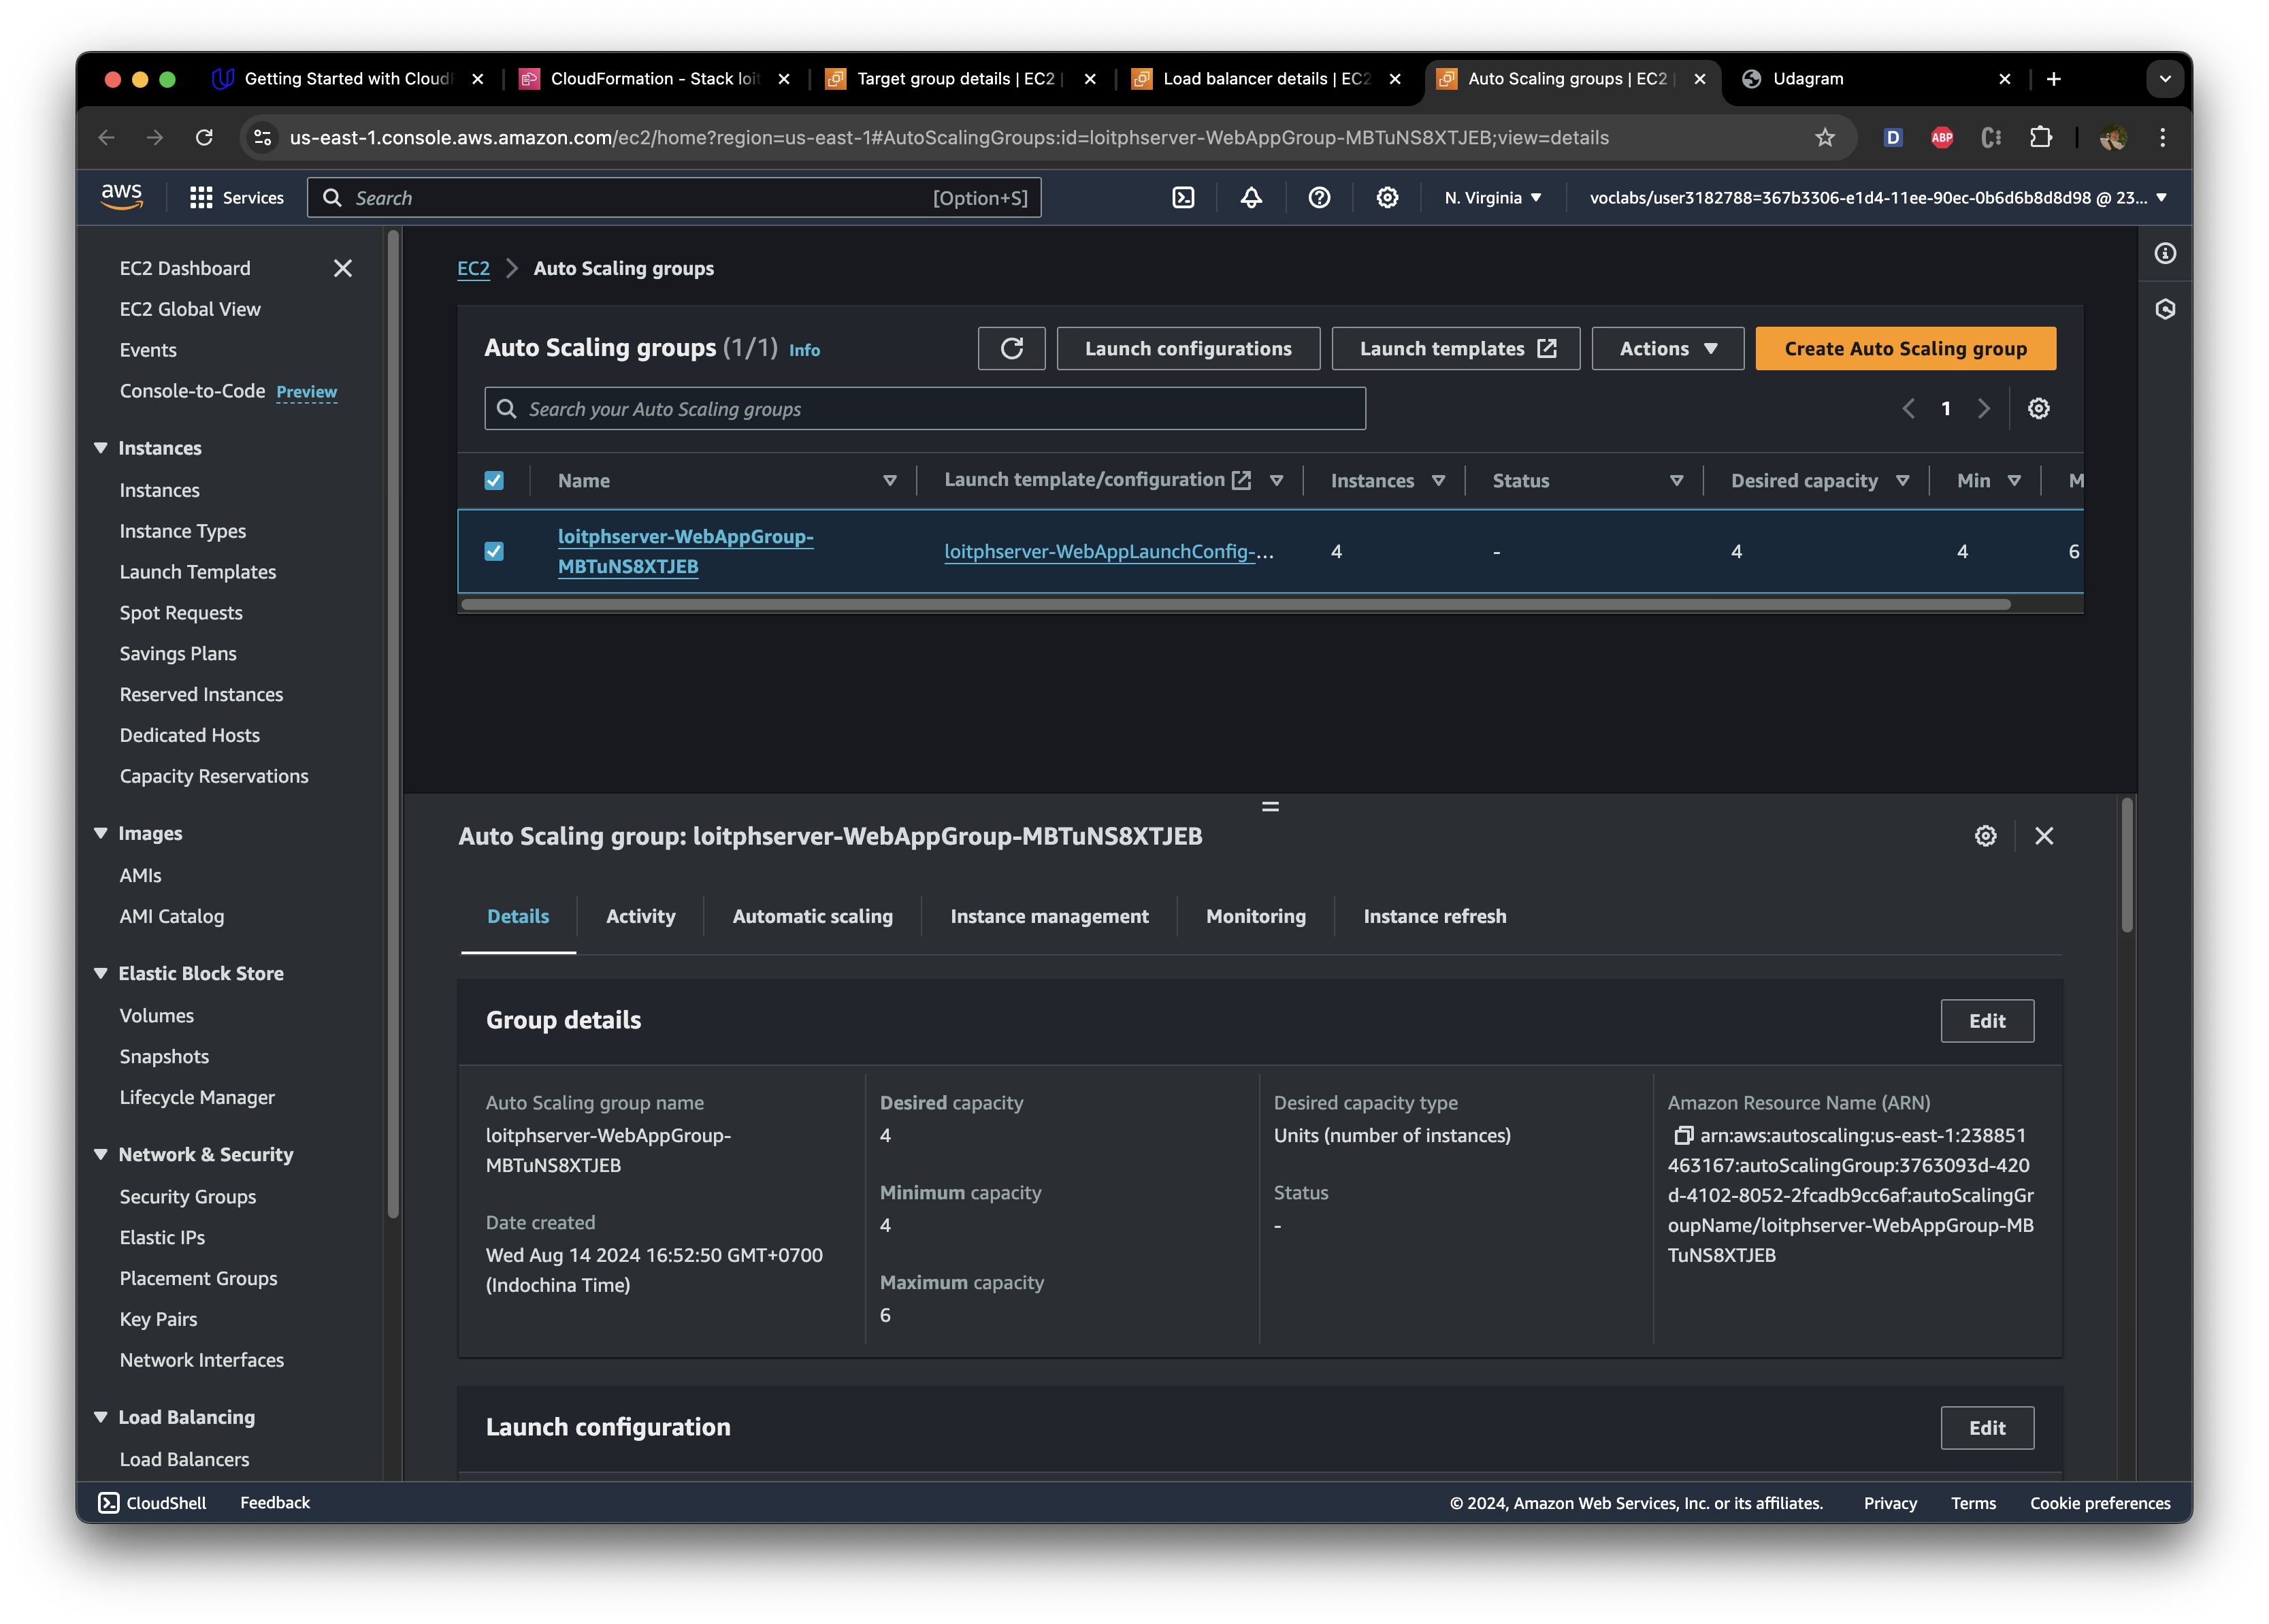 Getting Started with CloudF
CloudFormation - Stack loit
Target group details | EC2 |
Load balancer details | EC2
Auto Scaling groups | EC2 |
Udagram
us-east-1.console.aws.amazon.com/ec2/home?region=us-east-1#AutoScalingGroups:id=loitphserver-WebAppGroup-MBTuNS8XTJEB;view=details
D
ABP
aws
Services
Search
[Option+S]
N. Virginia
voclabs/user3182788=367b3306-e1d4-11ee-90ec-0b6d6b8d8d98 @ 23...
EC2 Dashboard
EC2 Global View
Events
Console-to-Code Preview
Instances
Instances
Instance Types
Launch Templates
Spot Requests
Savings Plans
Reserved Instances
Dedicated Hosts
Capacity Reservations
Images
AMIs
AMI Catalog
Elastic Block Store
Volumes
Snapshots
Lifecycle Manager
Network & Security
Security Groups
Elastic IPs
Placement Groups
Key Pairs
Network Interfaces
Load Balancing
Load Balancers
EC2 > Auto Scaling groups
Auto Scaling groups (1/1) Info
Launch configurations
Launch templates
Actions
Create Auto Scaling group
Search your Auto Scaling groups
1
Name
Launch template/configuration
Instances
Status
Desired capacity
Min
M
loitphserver-WebAppGroup-
MBTuNS8XTJEB
loitphserver-WebAppLaunchConfig-...
4
-
4
4
6
Auto Scaling group: loitphserver-WebAppGroup-MBTuNS8XTJEB
Details
Activity
Automatic scaling
Instance management
Monitoring
Instance refresh
Group details
Edit
Auto Scaling group name
loitphserver-WebAppGroup-
MBTuNS8XTJEB
Date created
Wed Aug 14 2024 16:52:50 GMT+0700
(Indochina Time)
Desired capacity
4
Minimum capacity
4
Maximum capacity
6
Desired capacity type
Units (number of instances)
Status
-
Amazon Resource Name (ARN)
arn:aws:autoscaling:us-east-1:238851
463167:autoScalingGroup:3763093d-420
d-4102-8052-2fcadb9cc6af:autoScalingGr
oupName/loitphserver-WebAppGroup-MB
TuNS8XTJEB
Launch configuration
Edit
CloudShell
Feedback
© 2024, Amazon Web Services, Inc. or its affiliates.
Privacy
Terms
Cookie preferences